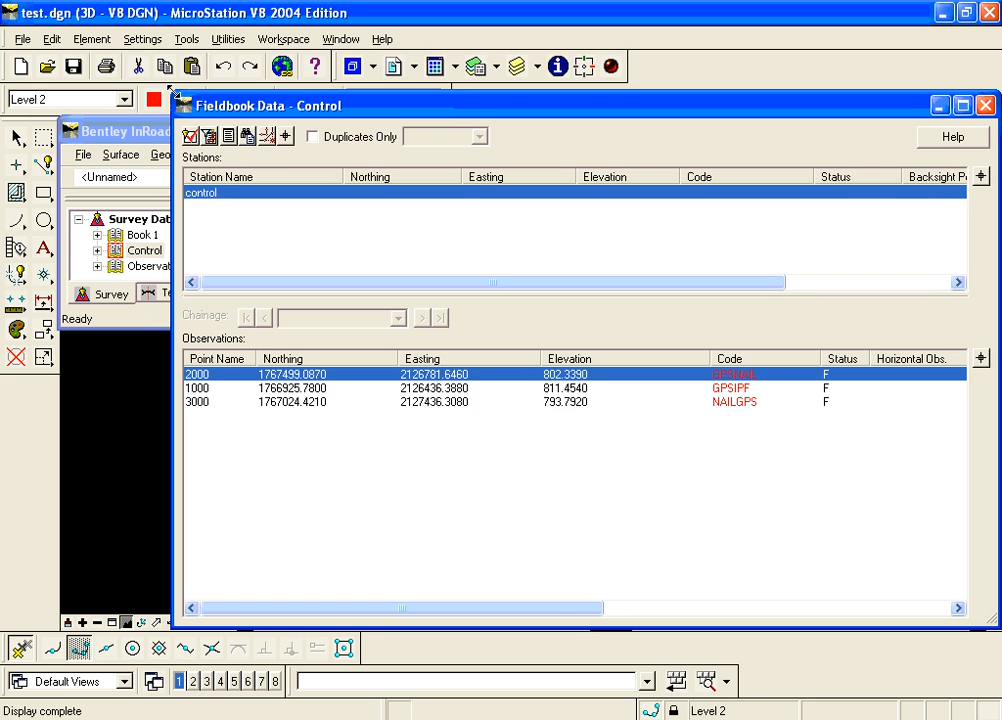 test.dgn (3D - V8 DGN) - MicroStation V8 2004 Edition
File Edit Element Settings Tools Utilities Workspace Window Help
Level 2
Fieldbook Data - Control
Duplicates Only
Help
Bentley InRoa
File Surface Geo
<Unnamed>
Survey Dat
Book 1
Control
Observat
Survey
Te
Ready
Stations:
Station Name Northing Easting Elevation Code Status Backsight P
control
Chainage:
Observations:
Point Name Northing Easting Elevation Code Status Horizontal Obs.
2000 1767499.0870 2126781.6460 802.3390 GPSNAIL F
1000 1766925.7800 2126436.3880 811.4540 GPSIPF F
3000 1767024.4210 2127436.3080 793.7920 NAILGPS F
Default Views 1 2 3 4 5 6 7 8
Display complete
Level 2